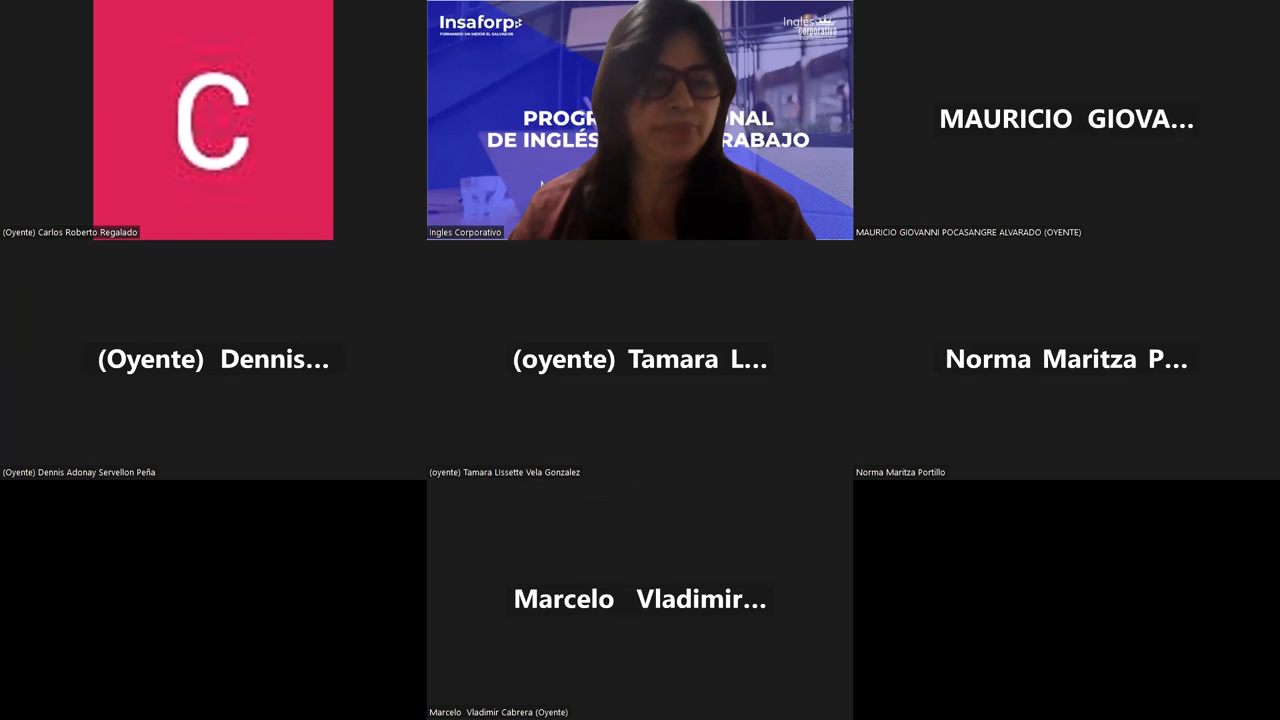 C
(Oyente) Carlos Roberto Regalado
Insaforp
FORMANDO UN MEJOR EL SALVADOR
Inglés
corporativo
PROGR NAL
DE INGLÉS RABAJO
Ingles Corporativo
MAURICIO GIOVA...
MAURICIO GIOVANNI POCASANGRE ALVARADO (OYENTE)
(Oyente) Dennis...
(Oyente) Dennis Adonay Servellon Peña
(oyente) Tamara L...
(oyente) Tamara LIssette Vela Gonzalez
Norma Maritza P...
Norma Maritza Portillo
Marcelo Vladimir...
Marcelo Vladimir Cabrera (Oyente)